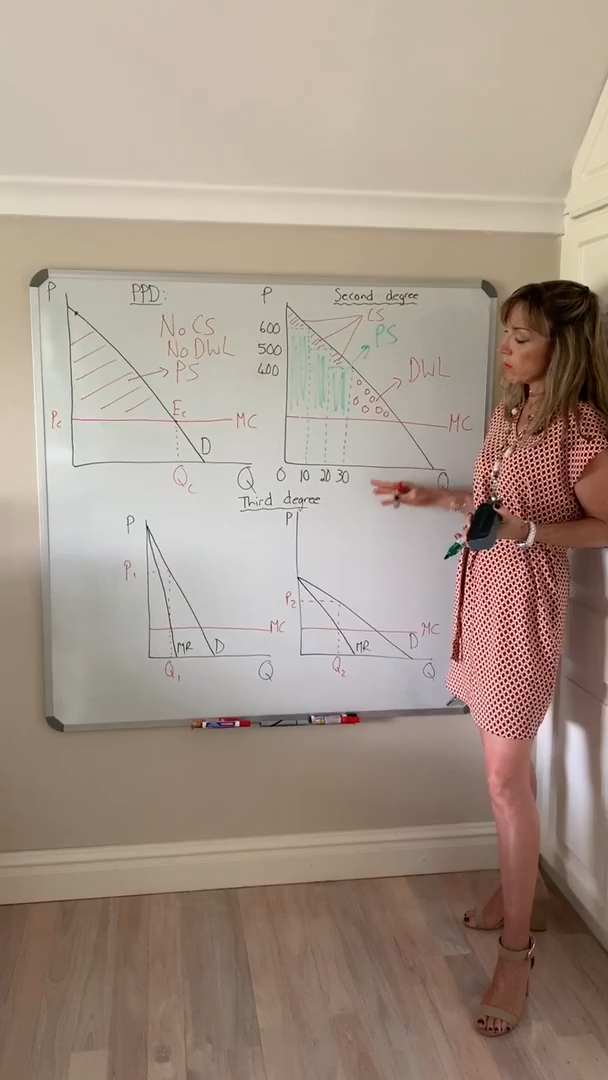 P
PPD:
No CS
No DWL
PS
Pc
Ec
MC
D
Qc
Q
P
Second degree
CS
PS
600
500
400
DWL
MC
0 10 20 30
Q
Third degree
P
P1
MC
MR
D
Q1
Q
P
P2
MC
MR
D
Q2
Q